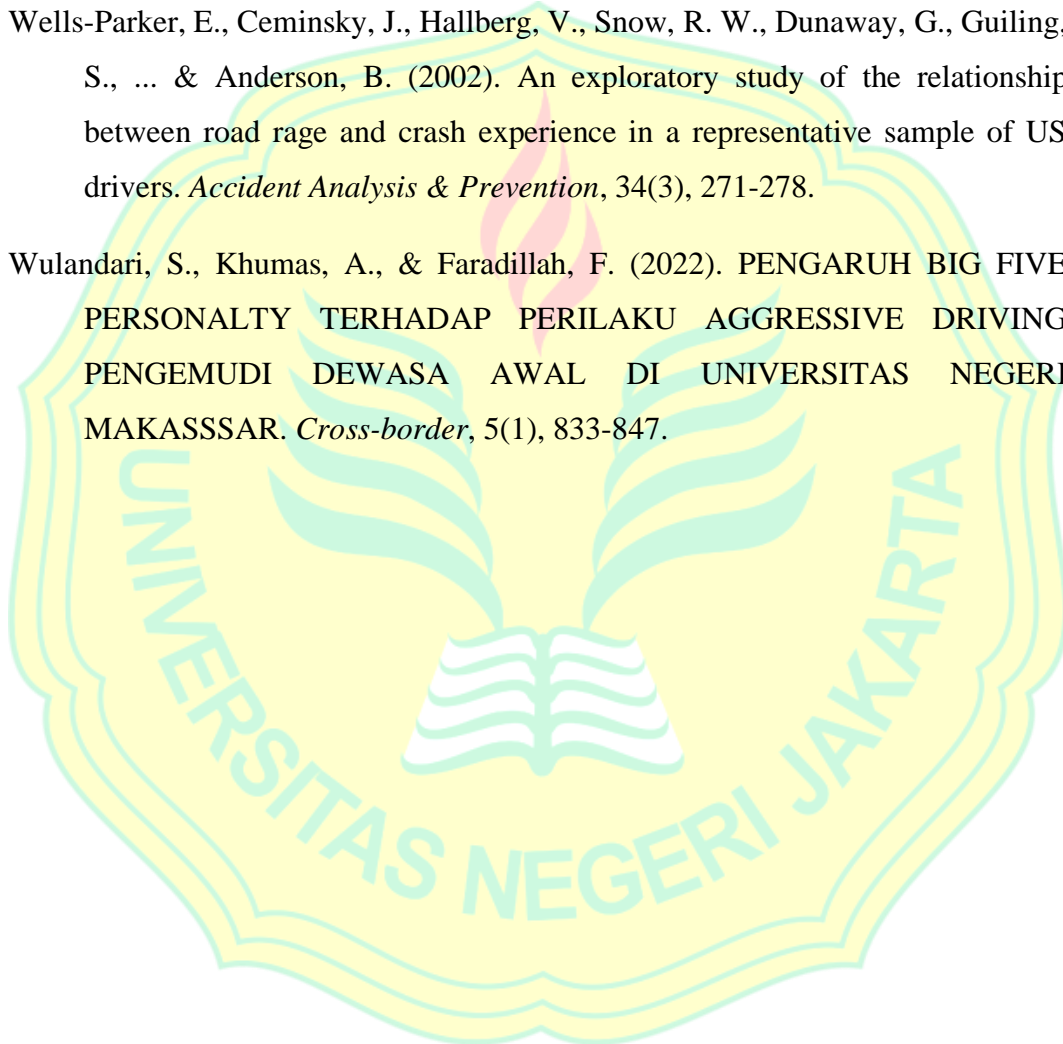 Wells-Parker, E., Ceminsky, J., Hallberg, V., Snow, R. W., Dunaway, G., Guiling,
S., ... & Anderson, B. (2002). An exploratory study of the relationship
between road rage and crash experience in a representative sample of US
drivers. Accident Analysis & Prevention, 34(3), 271-278.
Wulandari, S., Khumas, A., & Faradillah, F. (2022). PENGARUH BIG FIVE
PERSONALTY TERHADAP PERILAKU AGGRESSIVE DRIVING
PENGEMUDI DEWASA AWAL DI UNIVERSITAS NEGERI
MAKASSSAR. Cross-border, 5(1), 833-847.
UNIVERSITAS NEGERI JAKARTA